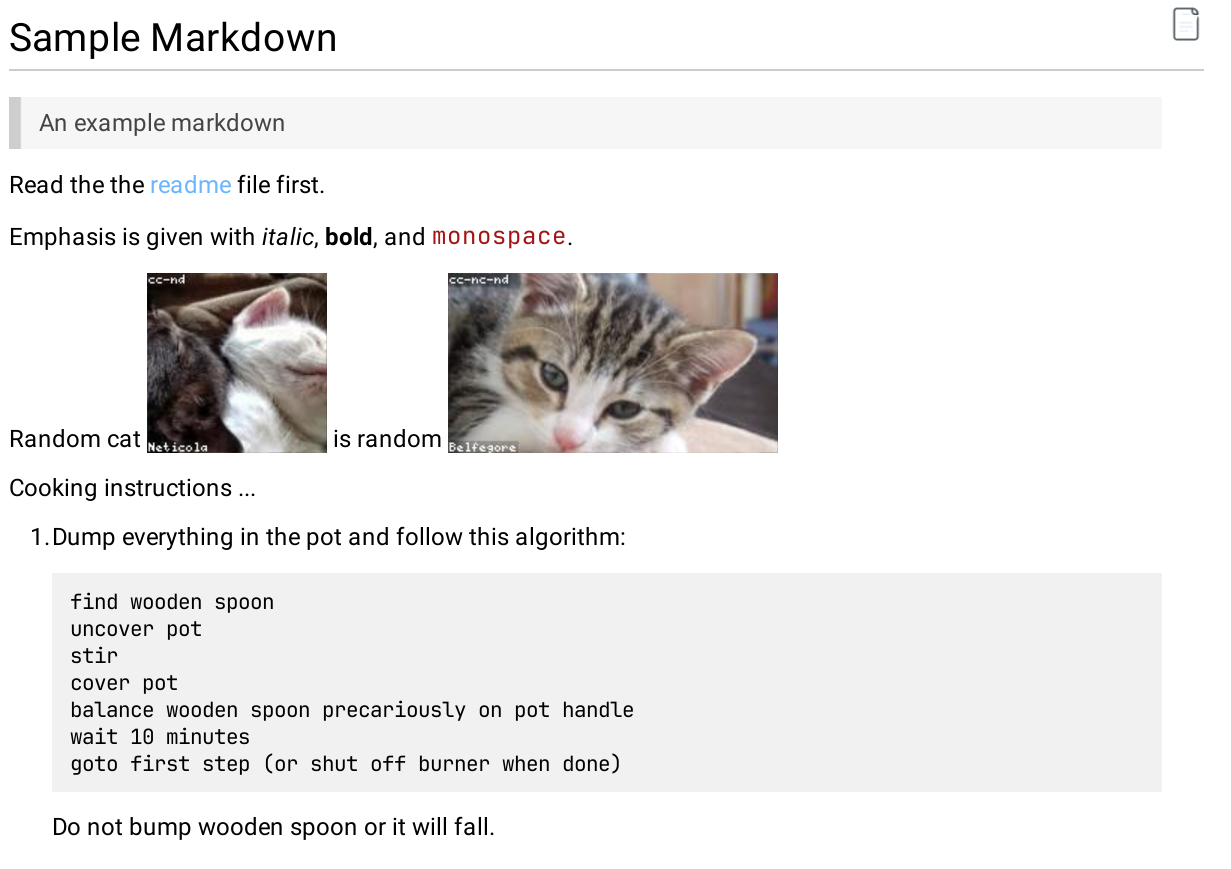 Sample Markdown
An example markdown
Read the the readme file first.
Emphasis is given with italic, bold, and monospace.
cc-nd
cc-nc-nd
Random cat
Neticola
is random
Belfegore
Cooking instructions ...
1. Dump everything in the pot and follow this algorithm:
find wooden spoon
uncover pot
stir
cover pot
balance wooden spoon precariously on pot handle
wait 10 minutes
goto first step (or shut off burner when done)
Do not bump wooden spoon or it will fall.